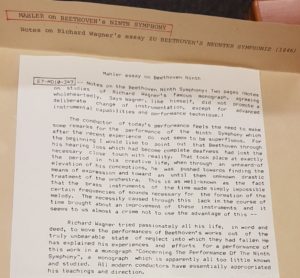 MAHLER on BEETHOVEN'S NINTH SYMPHONY
Notes on Richard Wagner's essay ZU BEETHOVEN'S NEUNTER SYMPHONIE (1846)
Mahler essay on Beethoven Ninth
-- Notes on the Beethoven Ninth Symphony: Two pages (Notes
on studies of Richard Wagner's famous monograph, agreeing
wholeheartedly. Says Wagner, like himself, did not promote a
deliberate change of instrumentation, except for advanced
instrumental capabilities and performance technique.)
The conductor of today's performance feels the need to make
some remarks for the performance of the Ninth Symphony which
after the recent experience do not seem to be superfluous. For
the beginning I would like to point out that Beethoven through
his hearing loss which had become complete deafness had lost the
necessary close touch with reality. That took place at exactly
the period in his creative life, when through an unheard-of
elevation of his conceptions, he was pushed towards finding the
means of expression and toward an until then unknown drastic
treatment of the orchestra. This is as well-known as the fact
that the brass instruments of the time made simply impossible
certain frequencies of sounds necessary for the formation of the
melody. The necessity caused through this lack in the course of
time brought about an improvement of these instruments and it
seems to us almost a crime not to use the advantage of this --
Richard Wagner tried passionately all his life, in word and
deed, to move the performances of Beethoven's works out of the
truly unbearable state of neglect into which they had fallen. He
has explained his experiences and efforts for a performance of
this work in a monograph "Concerning The Performance Of The Ninth
Symphony", a monograph which is apparently all too little known
and studied. All modern conductors have essentially appropriated
his teachings and direction.